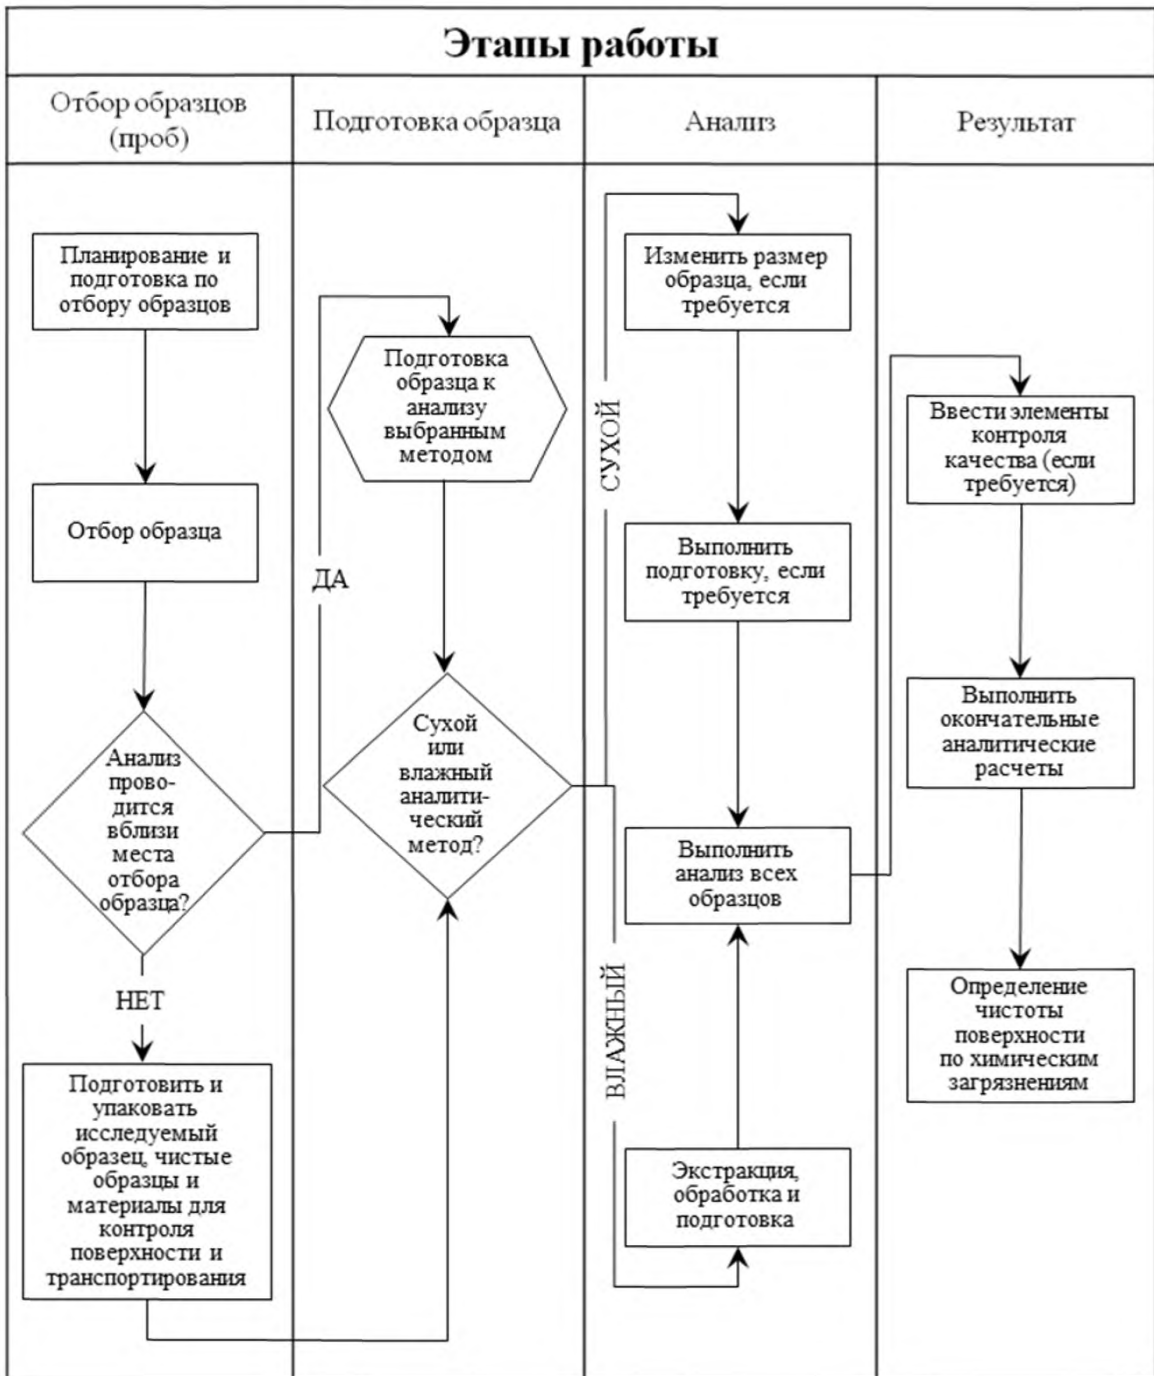 Этапы работы
Отбор образцов
(проб)
Подготовка образца
Анализ
Результат
Планирование и
подготовка по
отбору образцов
Отбор образца
Анализ
прово-
дится
вблизи
места
отбора
образца?
НЕТ
Подготовить и
упаковать
исследуемый
образец, чистые
образцы и
материалы для
контроля
поверхности и
транспортирования
ДА
Подготовка
образца к
анализу
выбранным
методом
Сухой
или
влажный
аналити-
ческий
метод?
СУХОЙ
ВЛАЖНЫЙ
Изменить размер
образца, если
требуется
Выполнить
подготовку, если
требуется
Выполнить
анализ всех
образцов
Экстракция,
обработка и
подготовка
Ввести элементы
контроля
качества (если
требуется)
Выполнить
окончательные
аналитические
расчеты
Определение
чистоты
поверхности
по химическим
загрязнениям